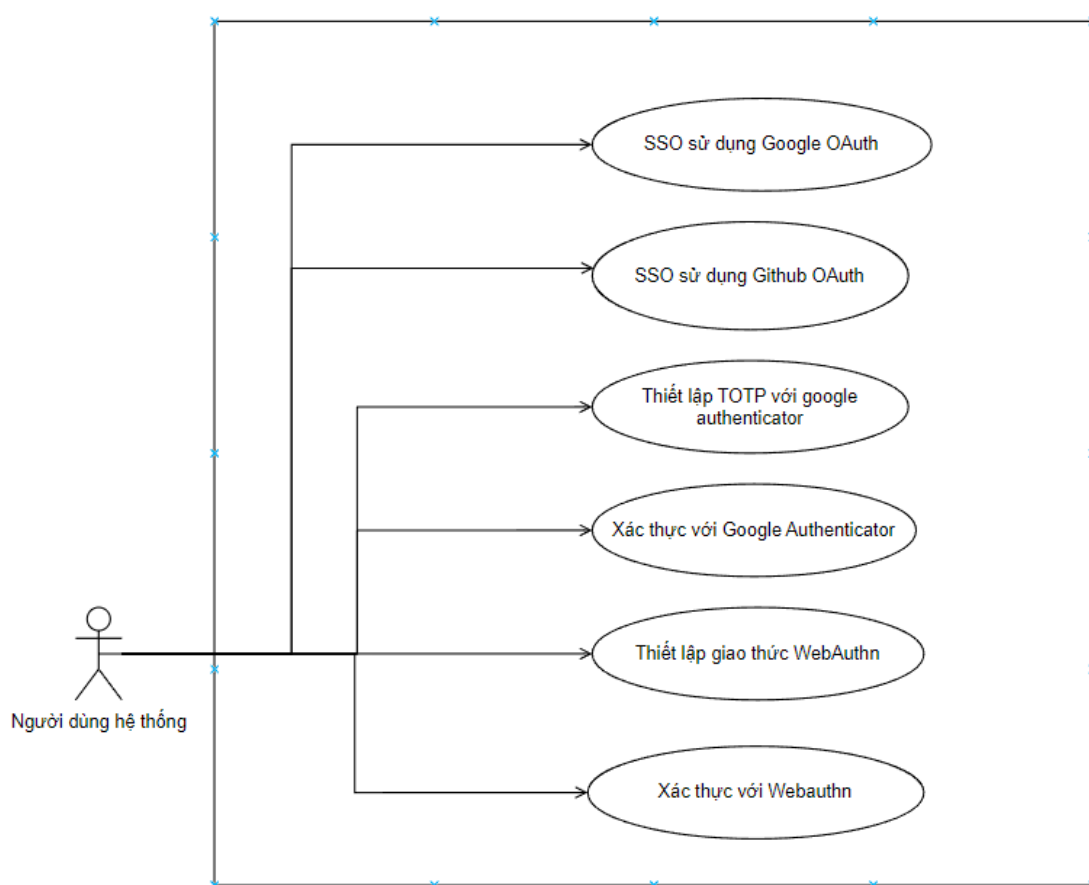 SSO sử dụng Google OAuth
SSO sử dụng Github OAuth
Thiết lập TOTP với google
authenticator
Xác thực với Google Authenticator
Thiết lập giao thức WebAuthn
Người dùng hệ thống
Xác thực với Webauthn